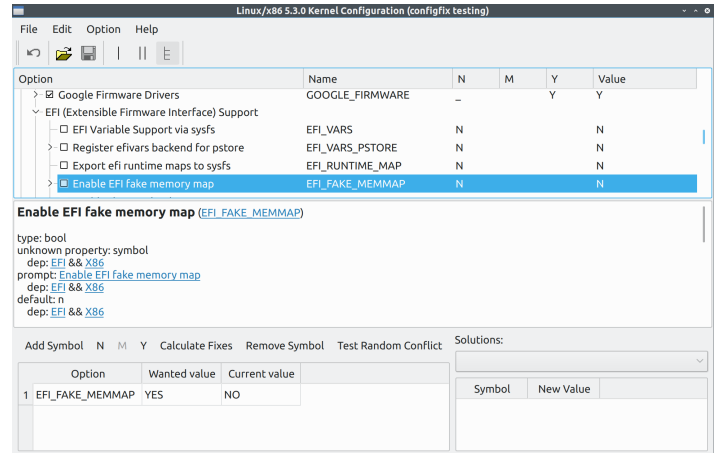 Linux/x86 5.3.0 Kernel Configuration (configfix testing)
File Edit Option Help
Option Name N M Y Value
Google Firmware Drivers GOOGLE_FIRMWARE _ Y Y
EFI (Extensible Firmware Interface) Support
EFI Variable Support via sysfs EFI_VARS N N
Register efivars backend for pstore EFI_VARS_PSTORE N N
Export efi runtime maps to sysfs EFI_RUNTIME_MAP N N
Enable EFI fake memory map EFI_FAKE_MEMMAP N N
Enable EFI fake memory map (EFI_FAKE_MEMMAP)
type: bool
unknown property: symbol
dep: EFI && X86
prompt: Enable EFI fake memory map
dep: EFI && X86
default: n
dep: EFI && X86
Add Symbol N M Y Calculate Fixes Remove Symbol Test Random Conflict
Option Wanted value Current value
1 EFI_FAKE_MEMMAP YES NO
Solutions:
Symbol New Value